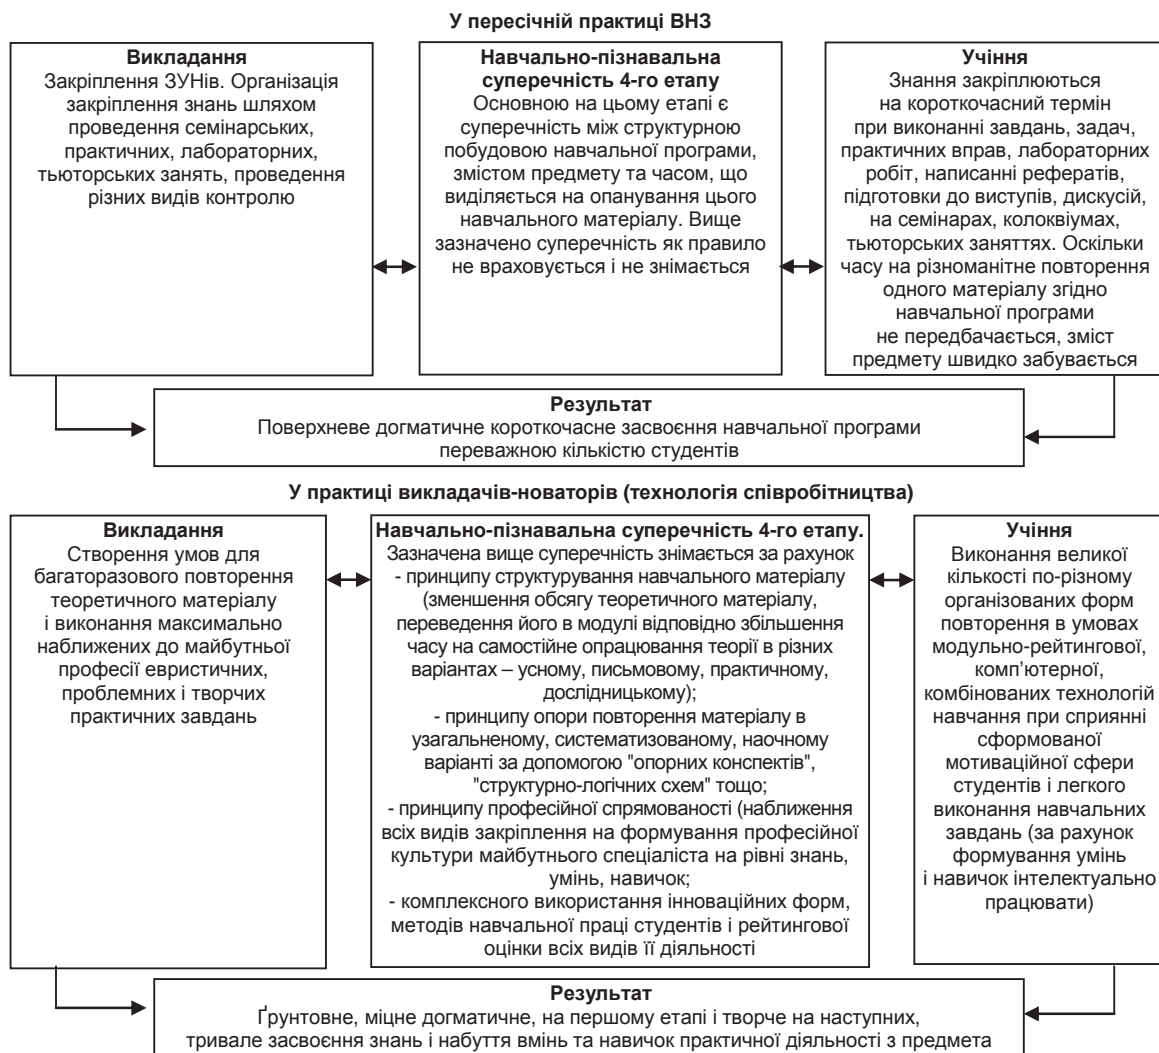 У пересічній практиці ВНЗ
Викладання
Закріплення ЗУНів. Організація
закріплення знань шляхом
проведення семінарських,
практичних, лабораторних,
тьюторських занять, проведення
різних видів контролю
Навчально-пізнавальна
суперечність 4-го етапу
Основною на цьому етапі є
суперечність між структурною
побудовою навчальної програми,
змістом предмету та часом, що
виділяється на опанування цього
навчального матеріалу. Вище
зазначено суперечність як правило
не враховується і не знімається
Учіння
Знання закріплюються
на короткочасний термін
при виконанні завдань, задач,
практичних вправ, лабораторних
робіт, написанні рефератів,
підготовки до виступів, дискусій,
на семінарах, колоквіумах,
тьюторських заняттях. Оскільки
часу на різноманітне повторення
одного матеріалу згідно
навчальної програми
не передбачається, зміст
предмету швидко забувається
Результат
Поверхневе догматичне короткочасне засвоєння навчальної програми
переважною кількістю студентів
У практиці викладачів-новаторів (технологія співробітництва)
Викладання
Створення умов для
багаторазового повторення
теоретичного матеріалу
і виконання максимально
наближених до майбутньої
професії евристичних,
проблемних і творчих
практичних завдань
Навчально-пізнавальна суперечність 4-го етапу.
Зазначена вище суперечність знімається за рахунок
- принципу структурування навчального матеріалу
(зменшення обсягу теоретичного матеріалу,
переведення його в модулі відповідно збільшення
часу на самостійне опрацювання теорії в різних
варіантах – усному, письмовому, практичному,
дослідницькому);
- принципу опори повторення матеріалу в
узагальненому, систематизованому, наочному
варіанті за допомогою "опорних конспектів",
"структурно-логічних схем" тощо;
- принципу професійної спрямованості (наближення
всіх видів закріплення на формування професійної
культури майбутнього спеціаліста на рівні знань,
умінь, навичок;
- комплексного використання інноваційних форм,
методів навчальної праці студентів і рейтингової
оцінки всіх видів її діяльності
Учіння
Виконання великої
кількості по-різному
організованих форм
повторення в умовах
модульно-рейтингової,
комп’ютерної,
комбінованих технологій
навчання при сприянні
сформованої
мотиваційної сфери
студентів і легкого
виконання навчальних
завдань (за рахунок
формування умінь
і навичок інтелектуально
працювати)
Результат
Ґрунтовне, міцне догматичне, на першому етапі і творче на наступних,
тривале засвоєння знань і набуття вмінь та навичок практичної діяльності з предмета